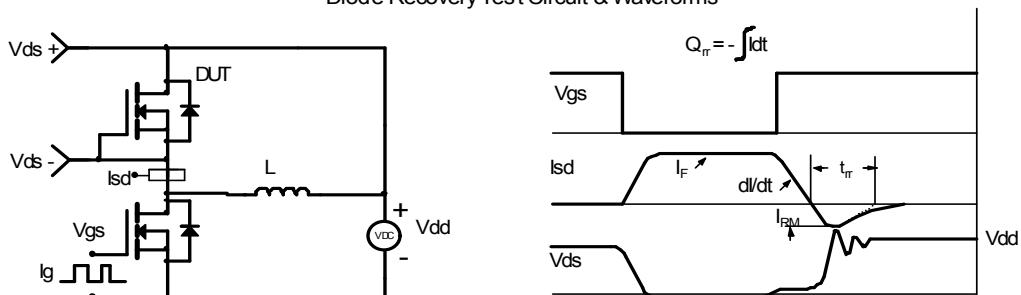 Diode Recovery Test Circuit & Waveforms
Vds +
DUT
Vds -
Isd
L
Vgs
Ig
+
VDC
-
Vdd
Qrr = - ∫Idt
Vgs
Isd
IF
dI/dt
trr
IRM
Vds
Vdd